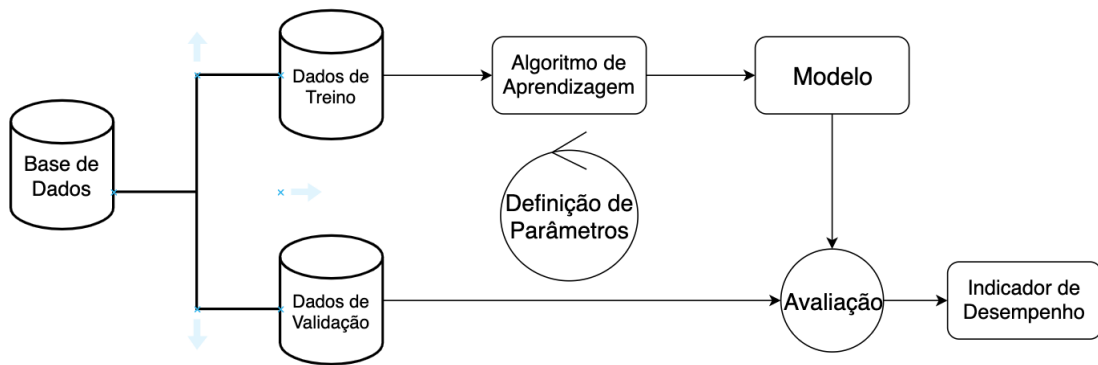 Base de
Dados
Dados de
Treino
Algoritmo de
Aprendizagem
Modelo
Definição de
Parâmetros
Dados de
Validação
Avaliação
Indicador de
Desempenho